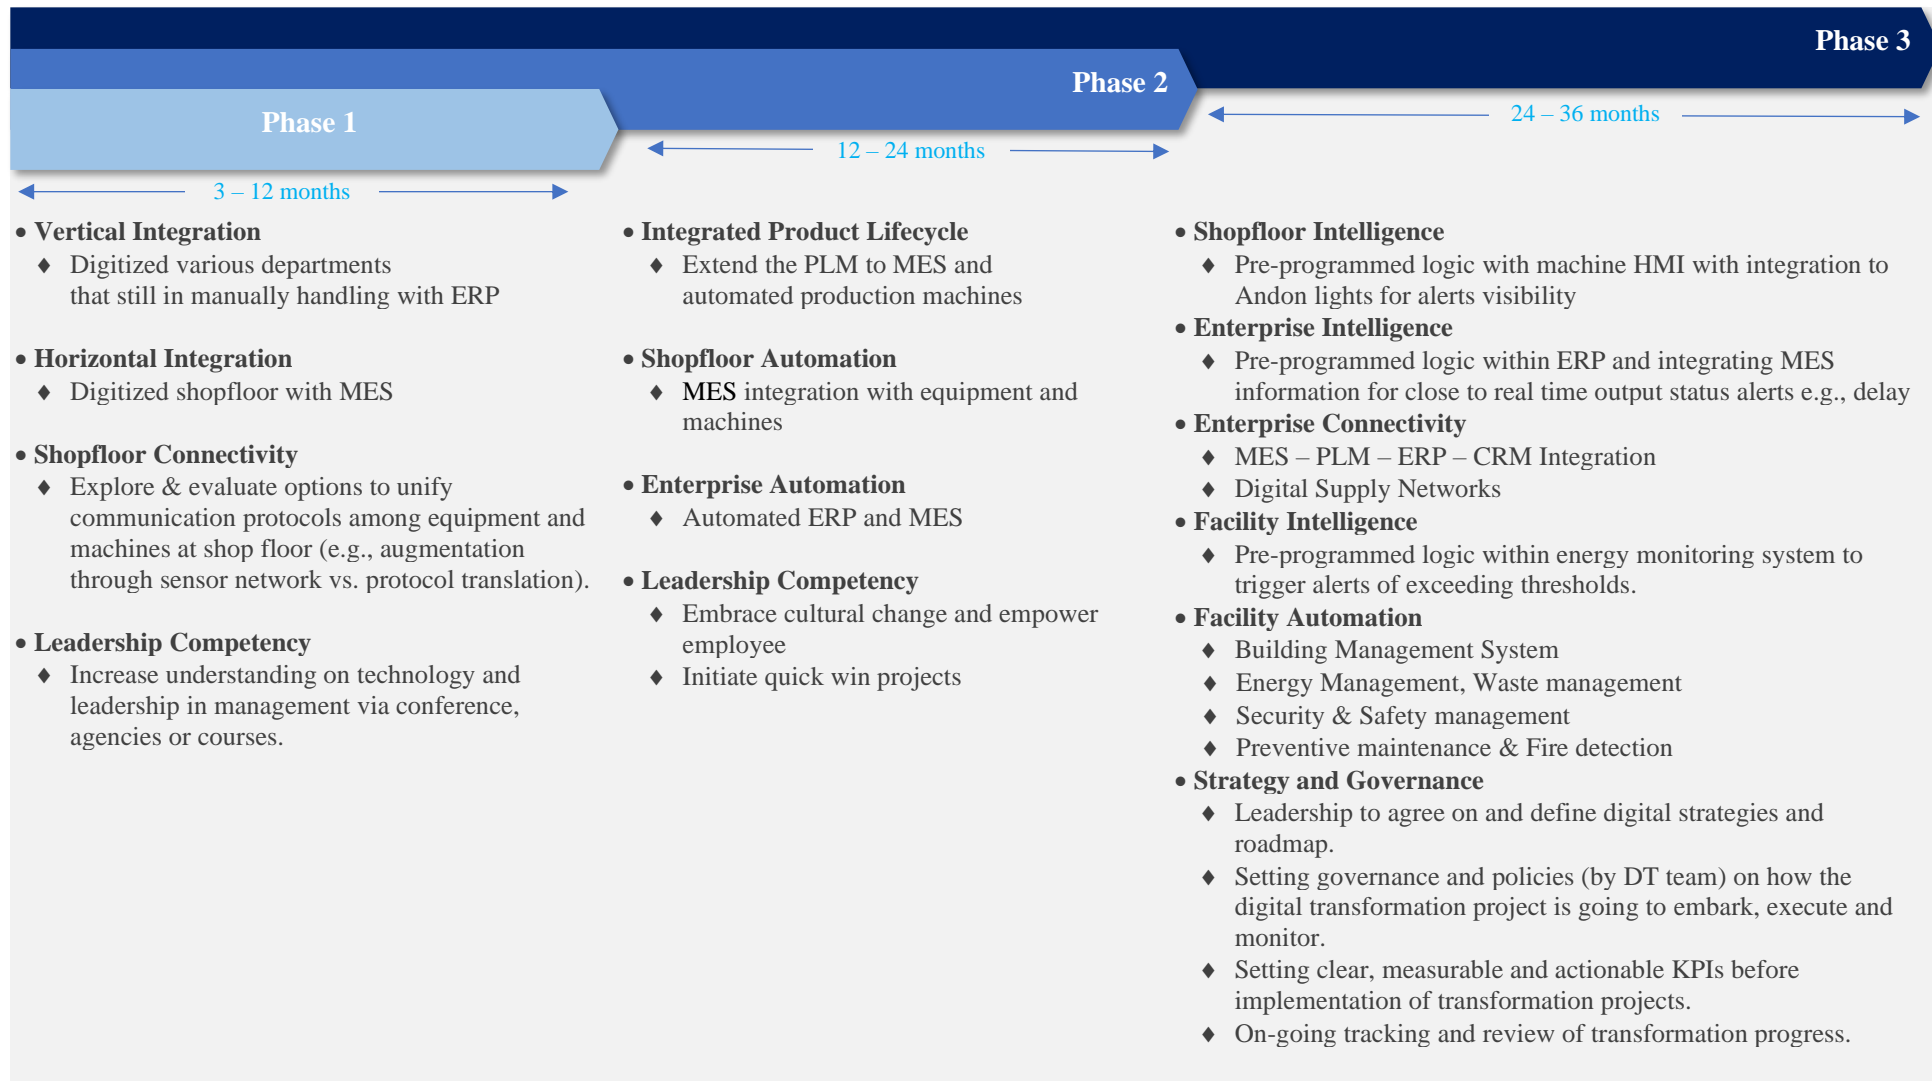 Phase 3
Phase 2
Phase 1
24 – 36 months
12 – 24 months
3 – 12 months
• Vertical Integration
♦ Digitized various departments
that still in manually handling with ERP
• Horizontal Integration
♦ Digitized shopfloor with MES
• Shopfloor Connectivity
♦ Explore & evaluate options to unify
communication protocols among equipment and
machines at shop floor (e.g., augmentation
through sensor network vs. protocol translation).
• Leadership Competency
♦ Increase understanding on technology and
leadership in management via conference,
agencies or courses.
• Integrated Product Lifecycle
♦ Extend the PLM to MES and
automated production machines
• Shopfloor Automation
♦ MES integration with equipment and
machines
• Enterprise Automation
♦ Automated ERP and MES
• Leadership Competency
♦ Embrace cultural change and empower
employee
♦ Initiate quick win projects
• Shopfloor Intelligence
♦ Pre-programmed logic with machine HMI with integration to
Andon lights for alerts visibility
• Enterprise Intelligence
♦ Pre-programmed logic within ERP and integrating MES
information for close to real time output status alerts e.g., delay
• Enterprise Connectivity
♦ MES – PLM – ERP – CRM Integration
♦ Digital Supply Networks
• Facility Intelligence
♦ Pre-programmed logic within energy monitoring system to
trigger alerts of exceeding thresholds.
• Facility Automation
♦ Building Management System
♦ Energy Management, Waste management
♦ Security & Safety management
♦ Preventive maintenance & Fire detection
• Strategy and Governance
♦ Leadership to agree on and define digital strategies and
roadmap.
♦ Setting governance and policies (by DT team) on how the
digital transformation project is going to embark, execute and
monitor.
♦ Setting clear, measurable and actionable KPIs before
implementation of transformation projects.
♦ On-going tracking and review of transformation progress.